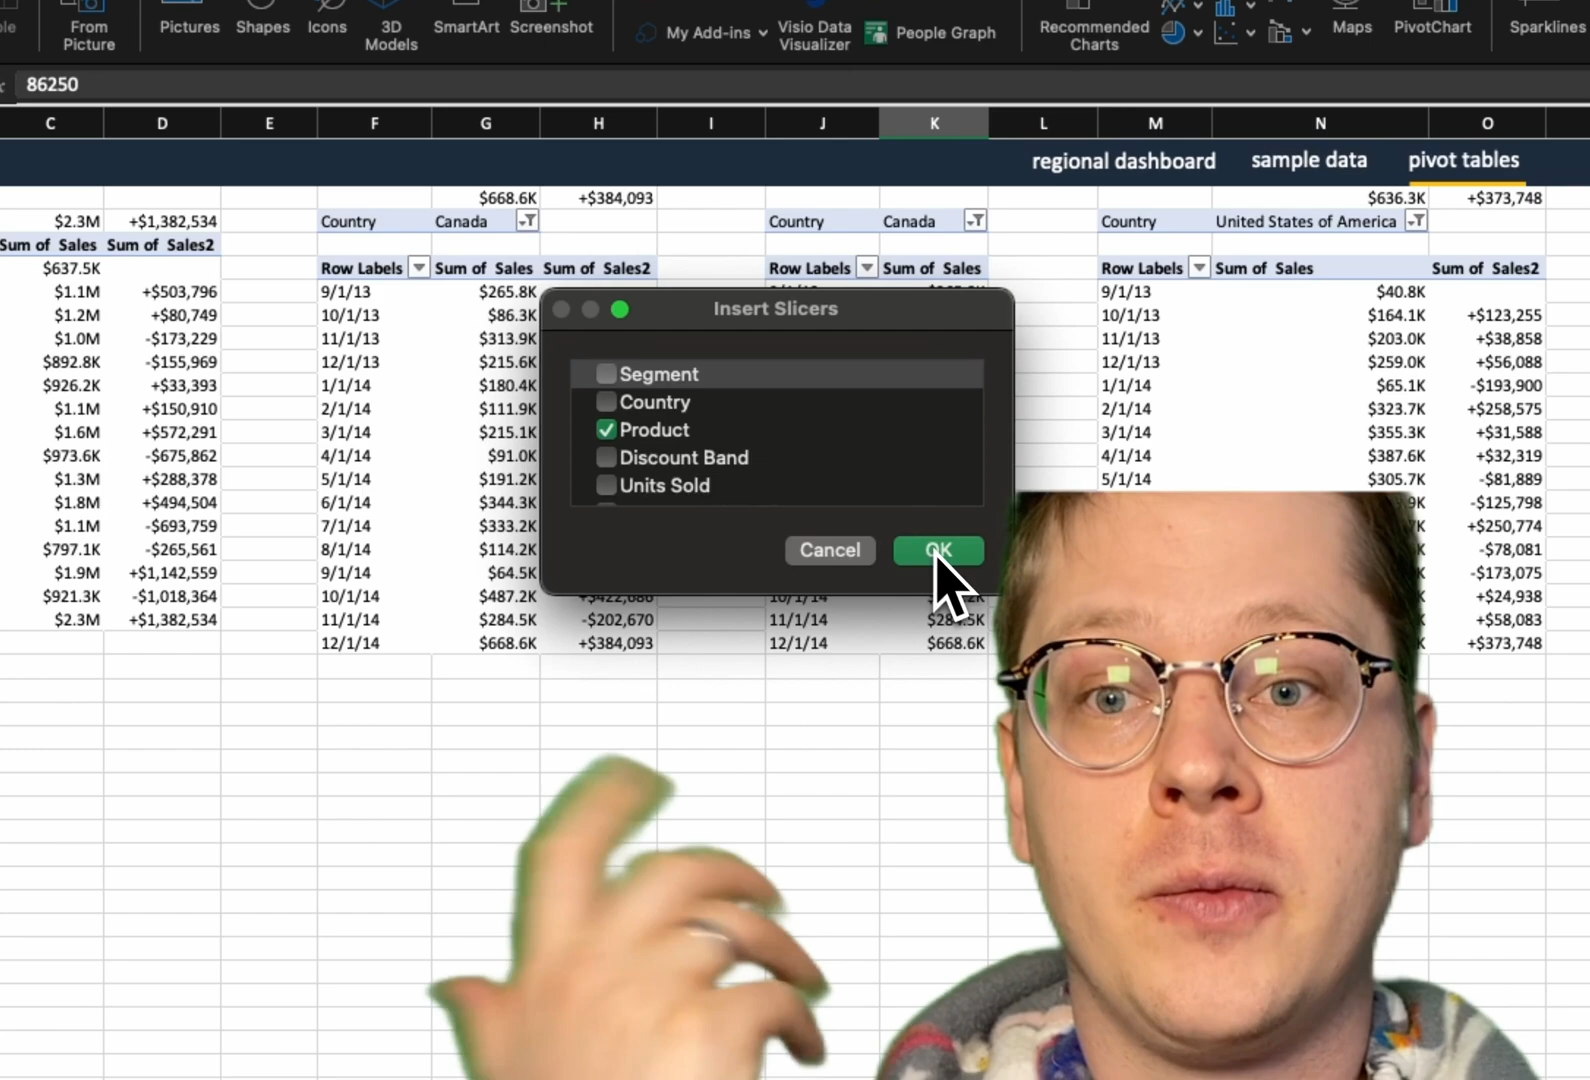 From
Picture
Pictures
Shapes
Icons
3D
Models
SmartArt
Screenshot
My Add-ins
Visio Data
Visualizer
People Graph
Recommended
Charts
Maps
PivotChart
Sparklines
86250
C D E F G H I J K L M N O
regional dashboard sample data pivot tables
$668.6K +$384,093 $636.3K +$373,748
$2.3M +$1,382,534 Country Canada Country Canada Country United States of America
Sum of Sales Sum of Sales2
$637.5K Row Labels Sum of Sales Sum of Sales2 Row Labels Sum of Sales Row Labels Sum of Sales Sum of Sales2
$1.1M +$503,796 9/1/13 $265.8K 9/1/13 $40.8K
$1.2M +$80,749 10/1/13 $86.3K 10/1/13 $164.1K +$123,255
$1.0M -$173,229 11/1/13 $313.9K 11/1/13 $203.0K +$38,858
$892.8K -$155,969 12/1/13 $215.6K 12/1/13 $259.0K +$56,088
$926.2K +$33,393 1/1/14 $180.4K 1/1/14 $65.1K -$193,900
$1.1M +$150,910 2/1/14 $111.9K 2/1/14 $323.7K +$258,575
$1.6M +$572,291 3/1/14 $215.1K 3/1/14 $355.3K +$31,588
$973.6K -$675,862 4/1/14 $91.0K 4/1/14 $387.6K +$32,319
$1.3M +$288,378 5/1/14 $191.2K 5/1/14 $305.7K -$81,889
$1.8M +$494,504 6/1/14 $344.3K -$125,798
$1.1M -$693,759 7/1/14 $333.2K +$250,774
$797.1K -$265,561 8/1/14 $114.2K -$78,081
$1.9M +$1,142,559 9/1/14 $64.5K -$173,075
$921.3K -$1,018,364 10/1/14 $487.2K +$422,686 10/1/14 +$24,938
$2.3M +$1,382,534 11/1/14 $284.5K -$202,670 11/1/14 $284.5K +$58,083
12/1/14 $668.6K +$384,093 12/1/14 $668.6K +$373,748
Insert Slicers
Segment
Country
Product
Discount Band
Units Sold
Cancel OK